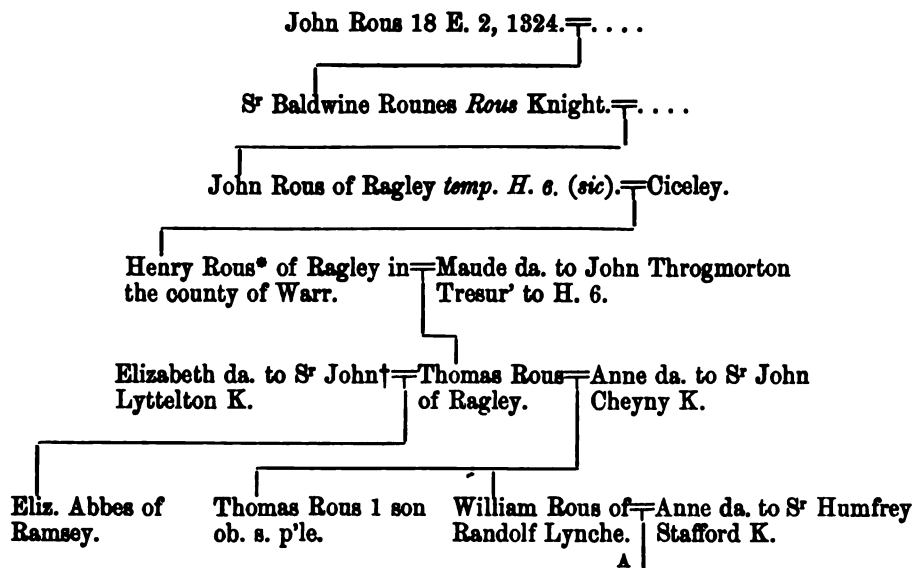 John Rous 18 E. 2, 1324.=. . . .
Sr Baldwine Rounes Rous Knight.=. . . .
John Rous of Ragley temp. H. 6. (sic).=Ciceley.
Henry Rous* of Ragley in=Maude da. to John Throgmorton
the county of Warr. Tresur' to H. 6.
Elizabeth da. to Sr John†=Thomas Rous=Anne da. to Sr John
Lyttelton K. of Ragley. Cheyny K.
Eliz. Abbes of Thomas Rous 1 son William Rous of=Anne da. to Sr Humfrey
Ramsey. ob. s. p'le. Randolf Lynche. Stafford K.
A